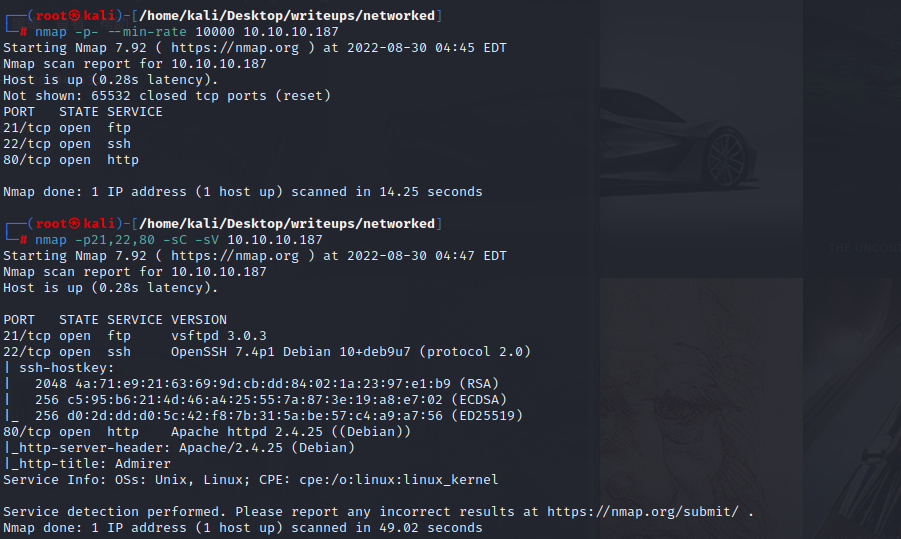 ┌──(root㉿kali)-[/home/kali/Desktop/writeups/networked]
└─# nmap -p- --min-rate 10000 10.10.10.187
Starting Nmap 7.92 ( https://nmap.org ) at 2022-08-30 04:45 EDT
Nmap scan report for 10.10.10.187
Host is up (0.28s latency).
Not shown: 65532 closed tcp ports (reset)
PORT   STATE SERVICE
21/tcp open  ftp
22/tcp open  ssh
80/tcp open  http

Nmap done: 1 IP address (1 host up) scanned in 14.25 seconds

┌──(root㉿kali)-[/home/kali/Desktop/writeups/networked]
└─# nmap -p21,22,80 -sC -sV 10.10.10.187
Starting Nmap 7.92 ( https://nmap.org ) at 2022-08-30 04:47 EDT
Nmap scan report for 10.10.10.187
Host is up (0.28s latency).

PORT   STATE SERVICE VERSION
21/tcp open  ftp     vsftpd 3.0.3
22/tcp open  ssh     OpenSSH 7.4p1 Debian 10+deb9u7 (protocol 2.0)
| ssh-hostkey:
|   2048 4a:71:e9:21:63:69:9d:cb:dd:84:02:1a:23:97:e1:b9 (RSA)
|   256 c5:95:b6:21:4d:46:a4:25:55:7a:87:3e:19:a8:e7:02 (ECDSA)
|_  256 d0:2d:dd:d0:5c:42:f8:7b:31:5a:be:57:c4:a9:a7:56 (ED25519)
80/tcp open  http    Apache httpd 2.4.25 ((Debian))
|_http-server-header: Apache/2.4.25 (Debian)
|_http-title: Admirer
Service Info: OSs: Unix, Linux; CPE: cpe:/o:linux:linux_kernel

Service detection performed. Please report any incorrect results at https://nmap.org/submit/ .
Nmap done: 1 IP address (1 host up) scanned in 49.02 seconds